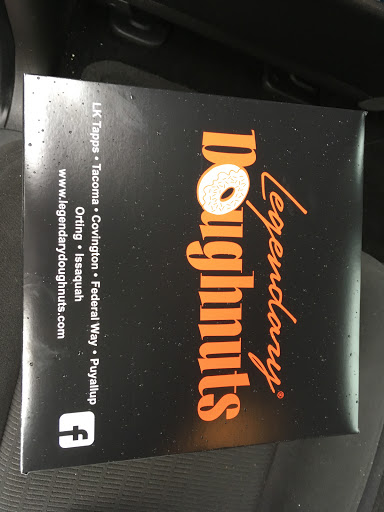 Legendary®
Doughnuts
LK Tapps • Tacoma • Covington • Federal Way • Puyallup
Orting • Issaquah
www.legendarydoughnuts.com
f